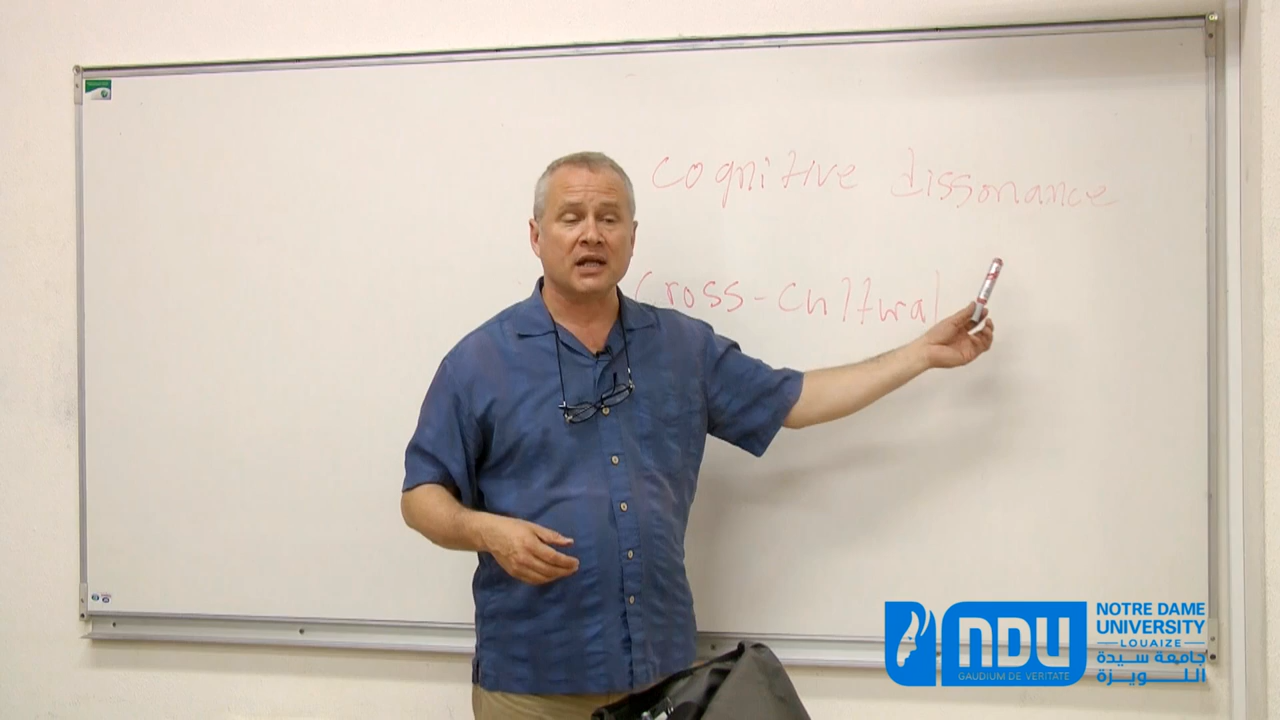 cognitive dissonance
cross-cultural
NDU
GAUDIUM DE VERITATE
NOTRE DAME
UNIVERSITY
LOUAIZE
جامعة سيدة
اللويزة